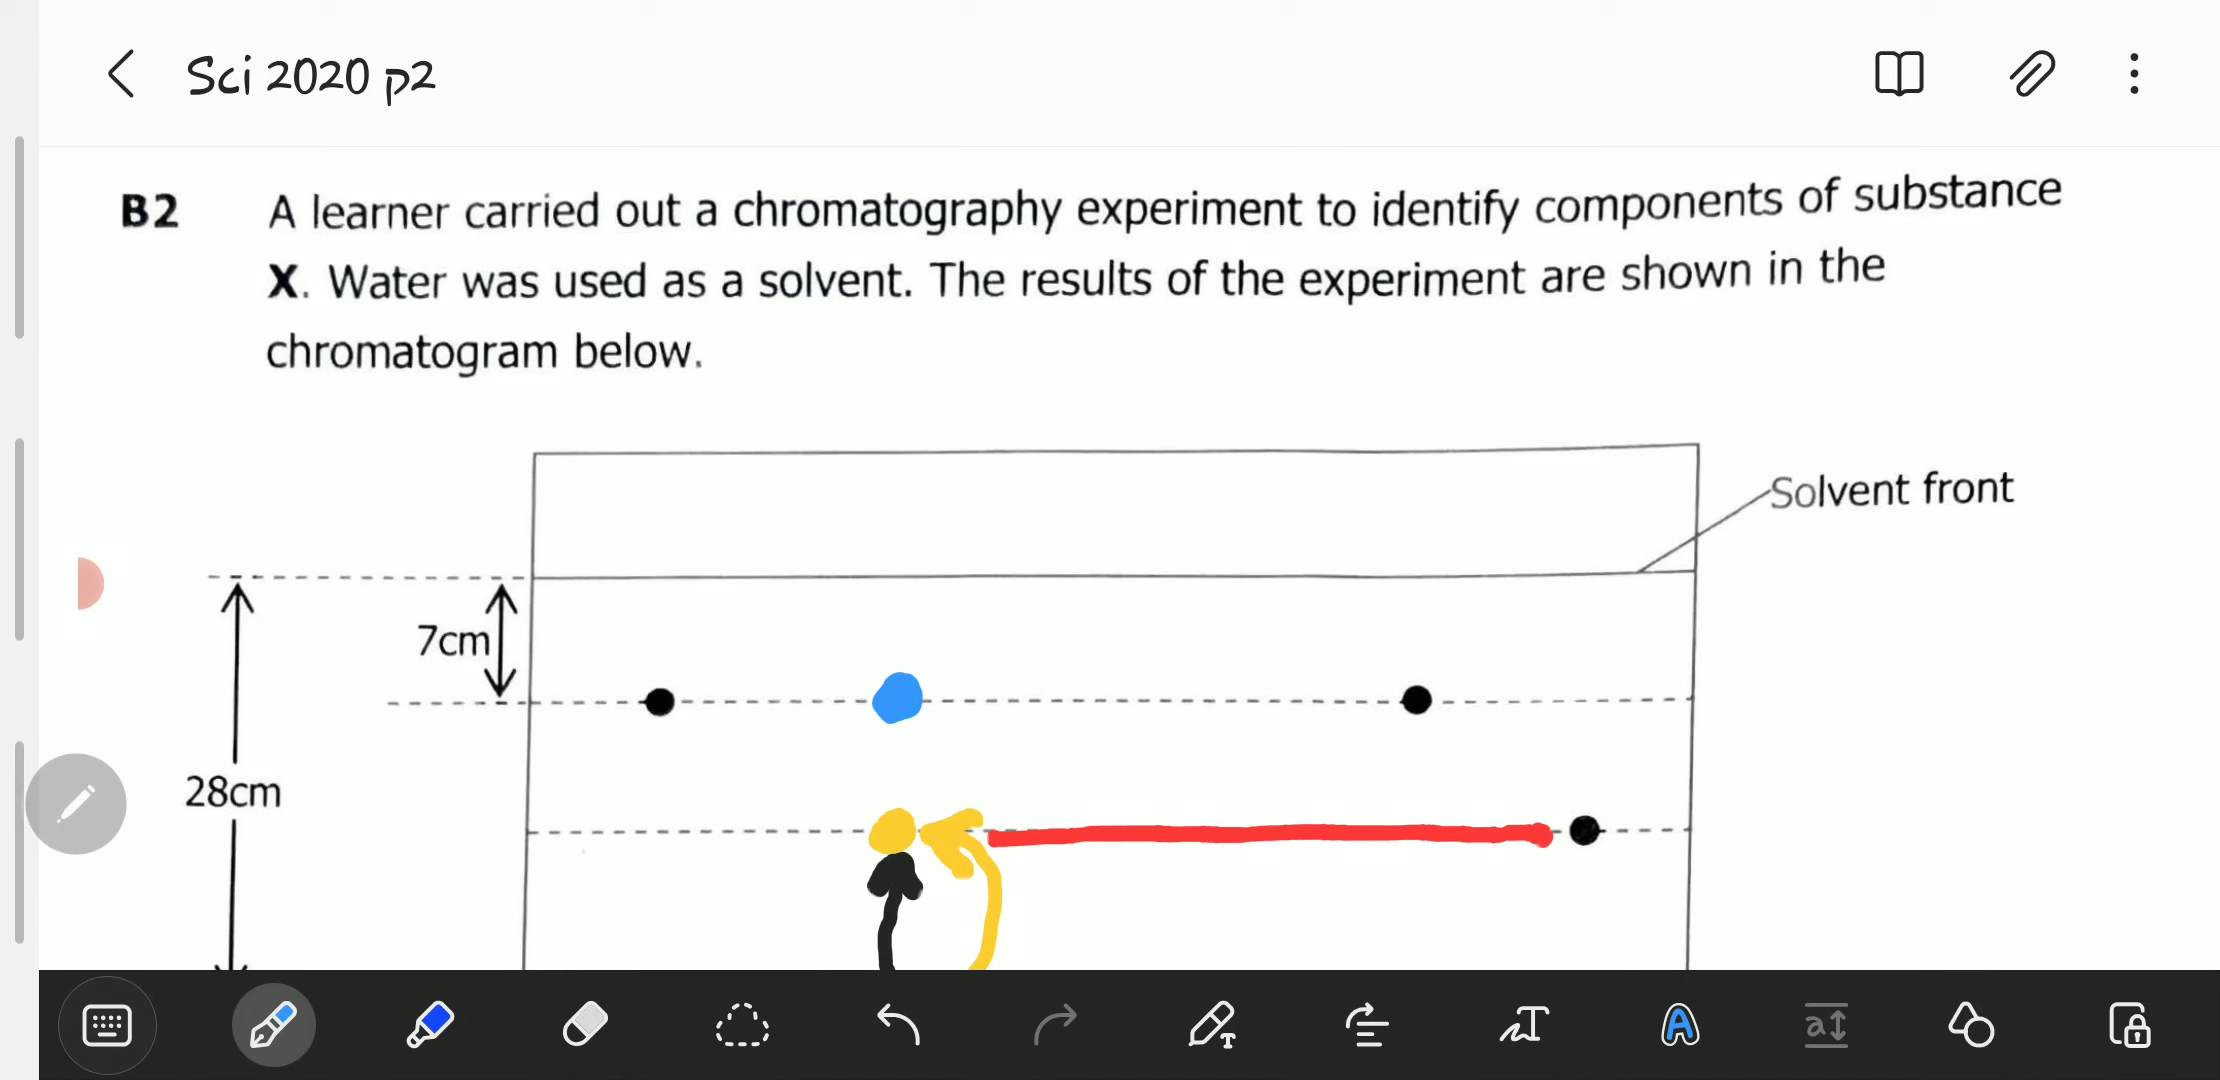 Sci 2020 p2
B2 A learner carried out a chromatography experiment to identify components of substance
X. Water was used as a solvent. The results of the experiment are shown in the
chromatogram below.
Solvent front
7cm
28cm